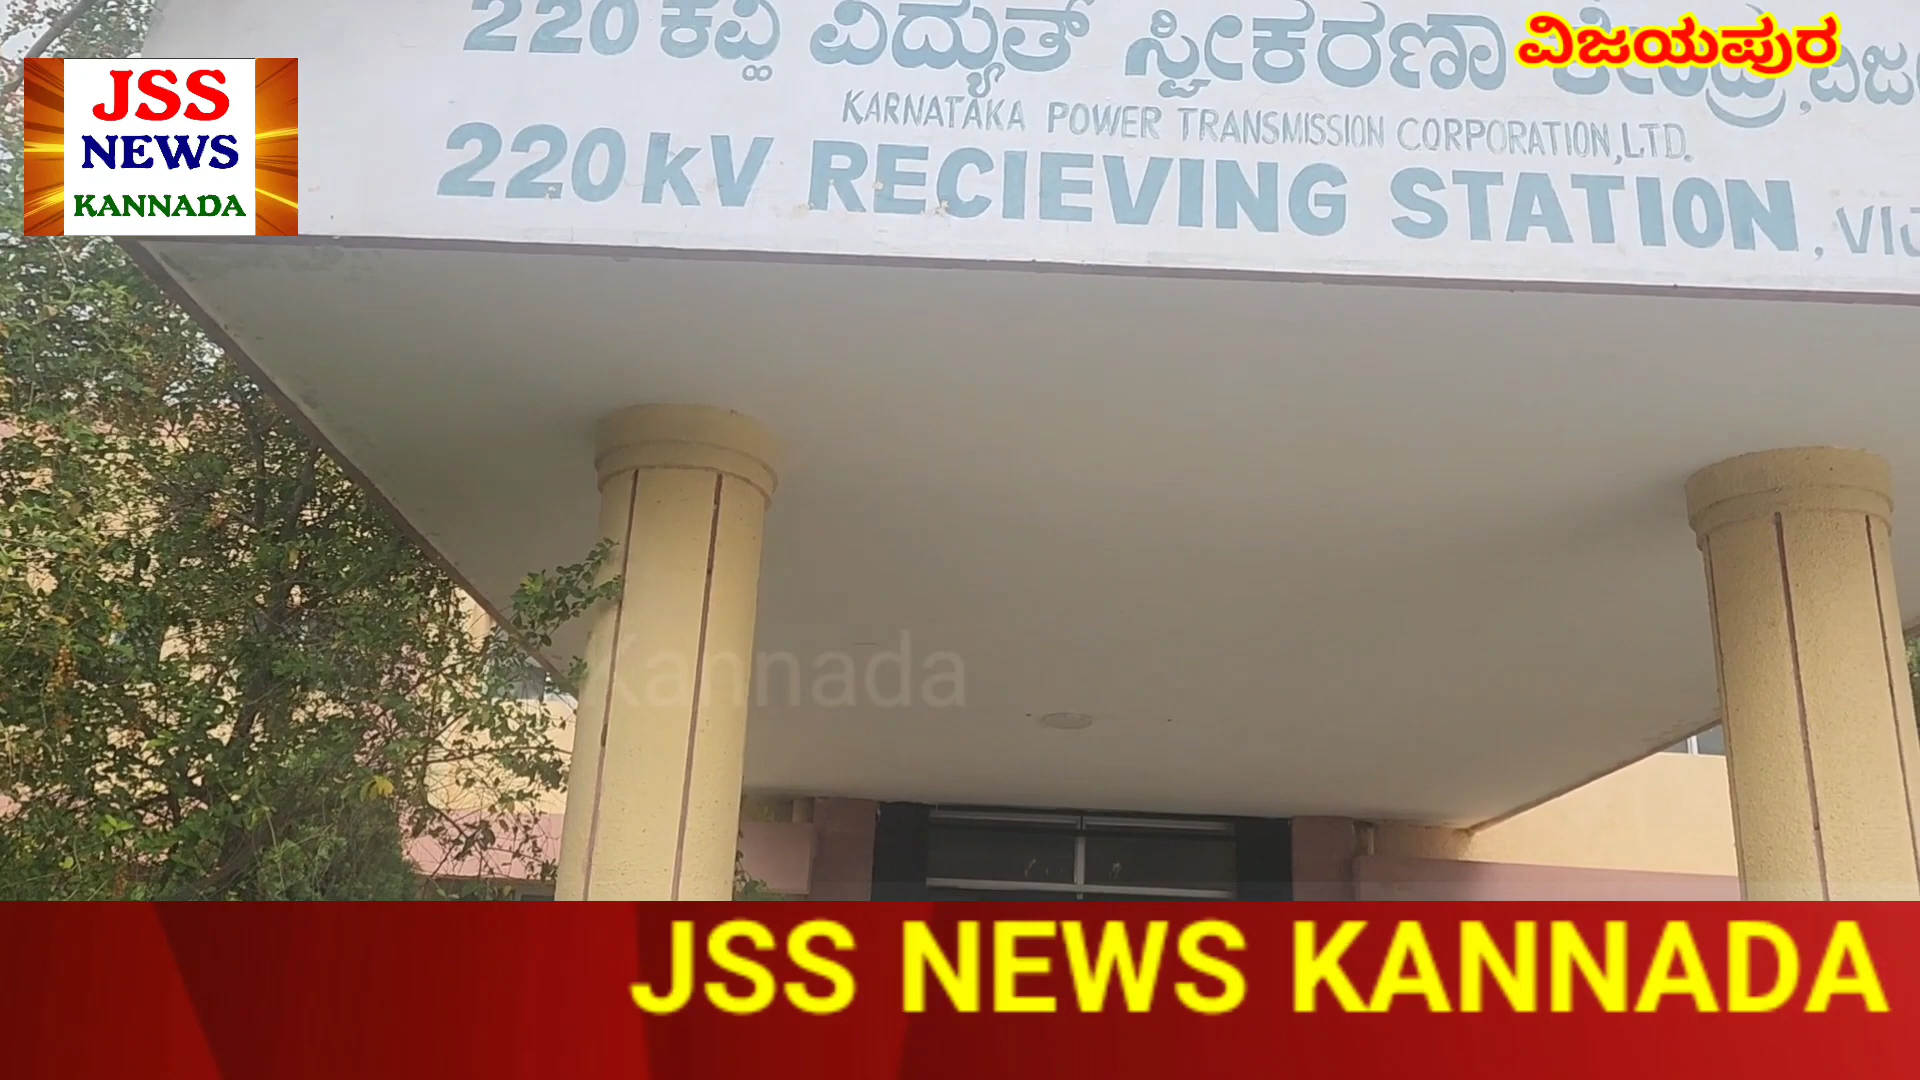 220 ಕವ್ಹಿ ವಿದ್ಯುತ್ ಸ್ವೀಕರಣಾ
ವಿಜಯಪುರ
JSS
NEWS
KANNADA
KARNATAKA POWER TRANSMISSION CORPORATION, LTD.
220 kV RECIEVING STATION,
Kannada
JSS NEWS KANNADA